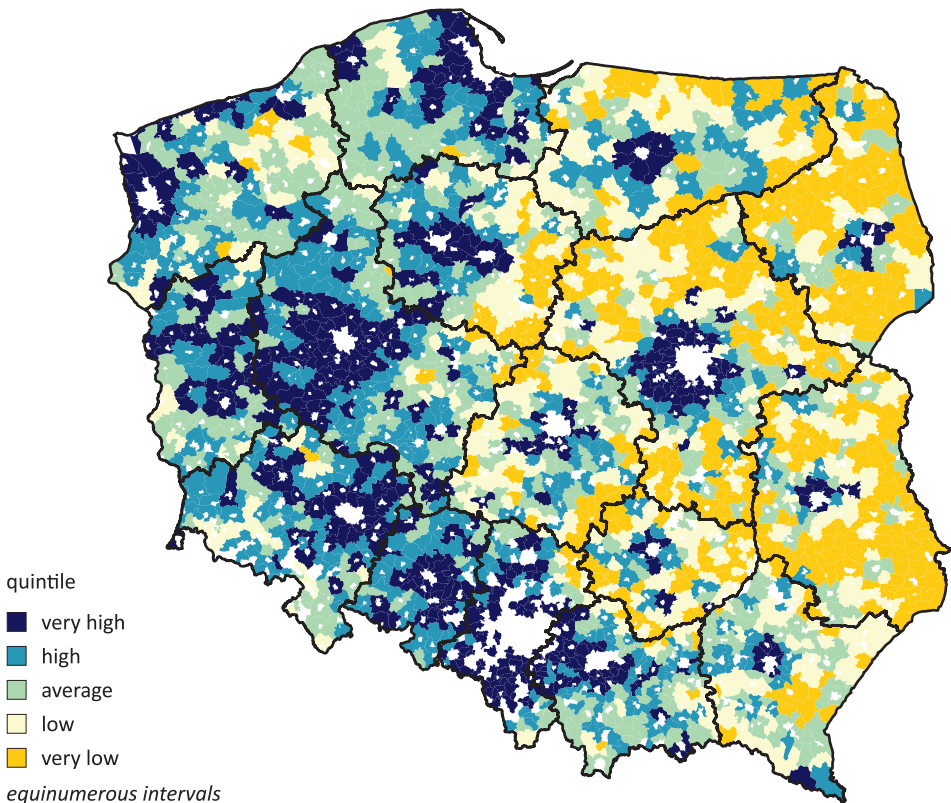 quintile
very high
high
average
low
very low
equinumerous intervals